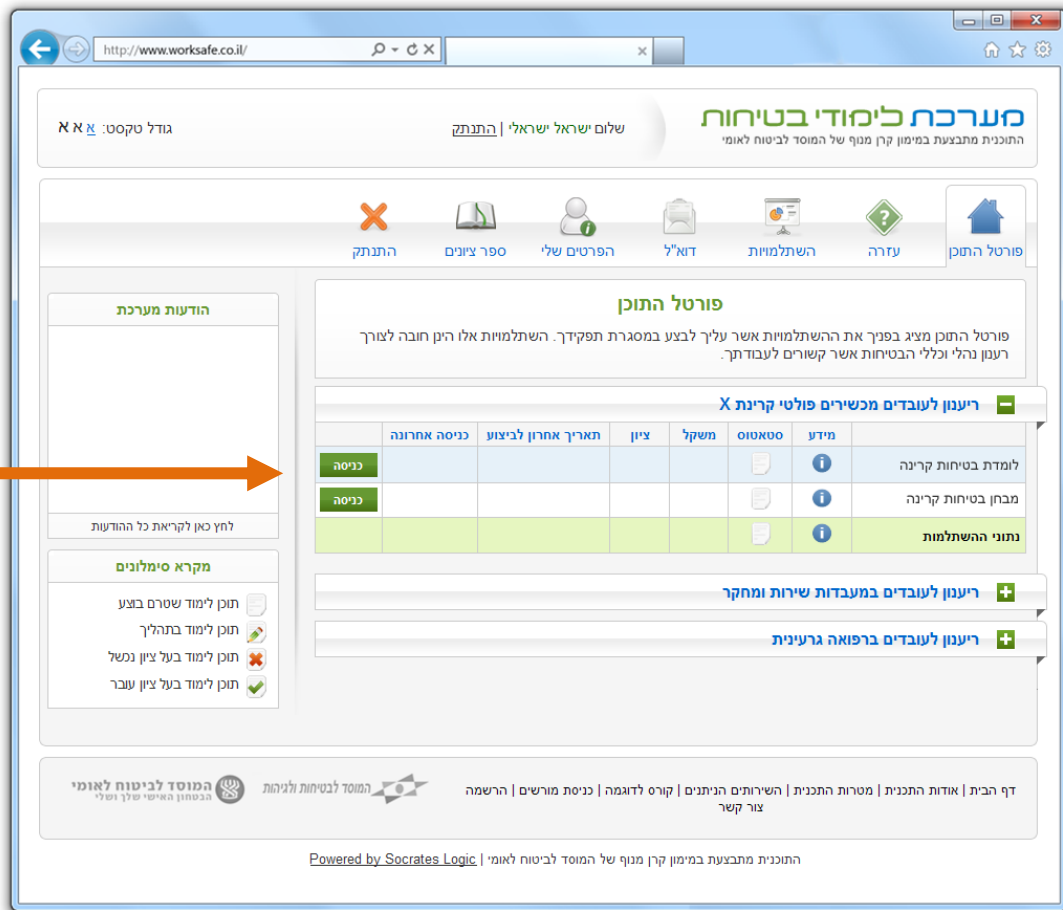 http://www.worksafe.co.il/
מערכת לימודי בטיחות
התוכנית מתבצעת במימון קרן מנוף של המוסד לביטוח לאומי
שלום ישראל ישראלי | התנתק
גודל טקסט: א א א
פורטל התוכן
עזרה
השתלמויות
דוא"ל
הפרטים שלי
ספר ציונים
התנתק
פורטל התוכן
פורטל התוכן מציג בפניך את ההשתלמויות אשר עליך לבצע במסגרת תפקידך. השתלמויות אלו הינן חובה לצורך
רענון נהלי וכללי הבטיחות אשר קשורים לעבודתך.
ריענון לעובדים מכשירים פולטי קרינת X
מידע סטאטוס משקל ציון תאריך אחרון לביצוע כניסה אחרונה
לומדת בטיחות קרינה כניסה
מבחן בטיחות קרינה כניסה
נתוני ההשתלמות
ריענון לעובדים במעבדות שירות ומחקר
ריענון לעובדים ברפואה גרעינית
הודעות מערכת
לחץ כאן לקריאת כל ההודעות
מקרא סימלונים
תוכן לימוד שטרם בוצע
תוכן לימוד בתהליך
תוכן לימוד בעל ציון נכשל
תוכן לימוד בעל ציון עובר
דף הבית | אודות התכנית | מטרות התכנית | השירותים הניתנים | קורס לדוגמה | כניסת מורשים | הרשמה
צור קשר
המוסד לבטיחות ולגיהות
המוסד לביטוח לאומי
הבטחון האישי שלך ושלי
התוכנית מתבצעת במימון קרן מנוף של המוסד לביטוח לאומי | Powered by Socrates Logic